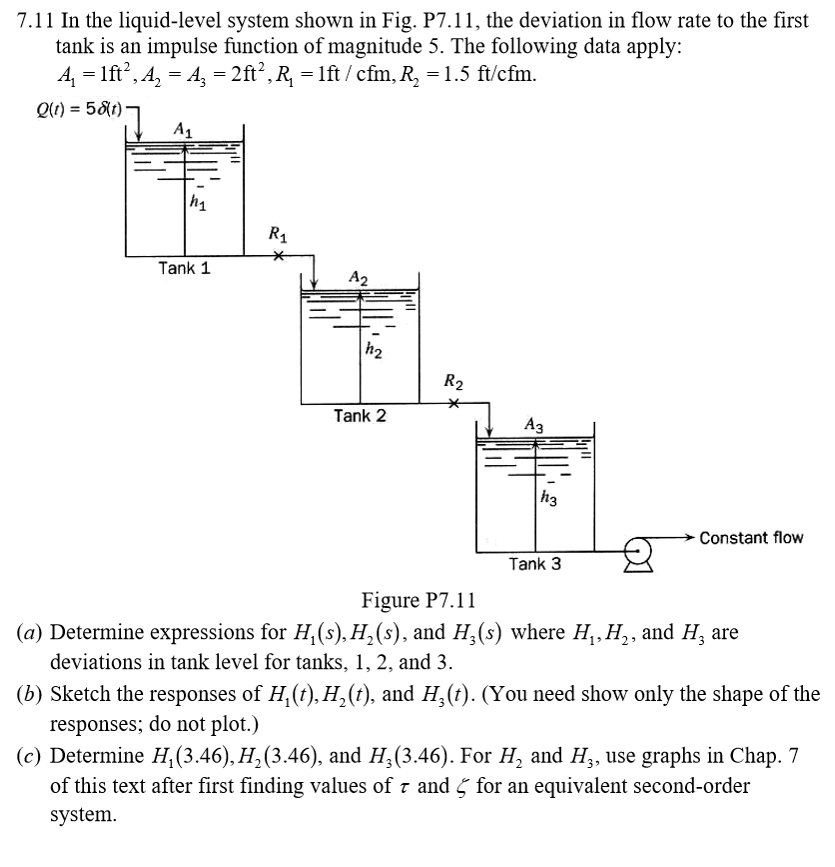 7.11 In the liquid-level system shown in Fig. P7.11, the deviation in flow rate to the first
tank is an impulse function of magnitude 5. The following data apply:
A₁ = 1ft², A₂ = A₃ = 2ft², R₁ = 1ft / cfm, R₂ = 1.5 ft/cfm.
Q(t) = 5δ(t)
A₁
h₁
R₁
Tank 1
A₂
h₂
R₂
Tank 2
A₃
h₃
Constant flow
Tank 3
Figure P7.11
(a) Determine expressions for H₁(s), H₂(s), and H₃(s) where H₁, H₂, and H₃ are
deviations in tank level for tanks, 1, 2, and 3.
(b) Sketch the responses of H₁(t), H₂(t), and H₃(t). (You need show only the shape of the
responses; do not plot.)
(c) Determine H₁(3.46), H₂(3.46), and H₃(3.46). For H₂ and H₃, use graphs in Chap. 7
of this text after first finding values of τ and ζ for an equivalent second-order
system.